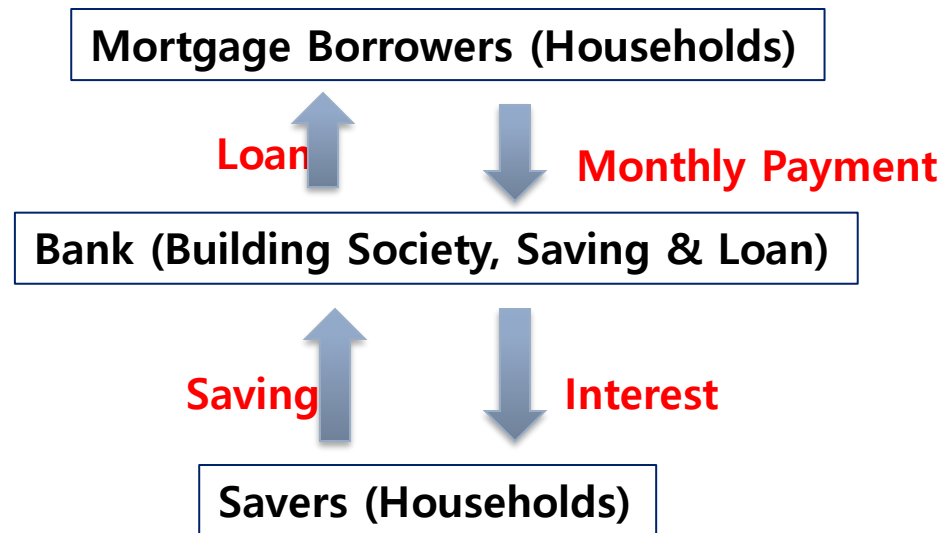 Mortgage Borrowers (Households)
Loan
Monthly Payment
Bank (Building Society, Saving & Loan)
Saving
Interest
Savers (Households)